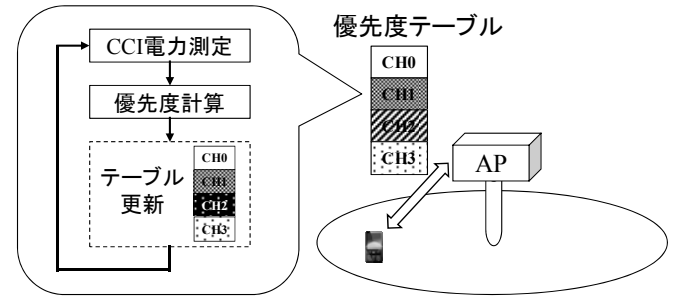 CCI電力測定
優先度計算
テーブル
更新
CH0
CH1
CH2
CH3
優先度テーブル
CH0
CH1
CH2
CH3
AP